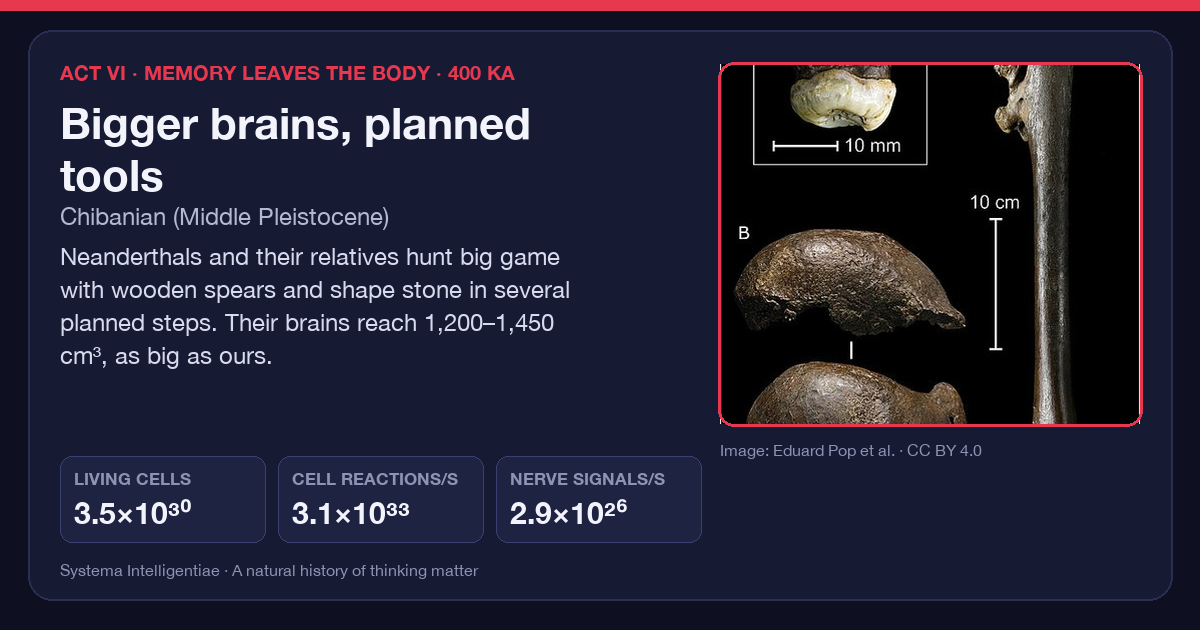 ACT VI · MEMORY LEAVES THE BODY · 400 KA
Bigger brains, planned
tools
Chibanian (Middle Pleistocene)
Neanderthals and their relatives hunt big game
with wooden spears and shape stone in several
planned steps. Their brains reach 1,200–1,450
cm³, as big as ours.
LIVING CELLS
3.5×10³⁰
CELL REACTIONS/S
3.1×10³³
NERVE SIGNALS/S
2.9×10²⁶
Systema Intelligentiae · A natural history of thinking matter
10 mm
10 cm
B
Image: Eduard Pop et al. · CC BY 4.0